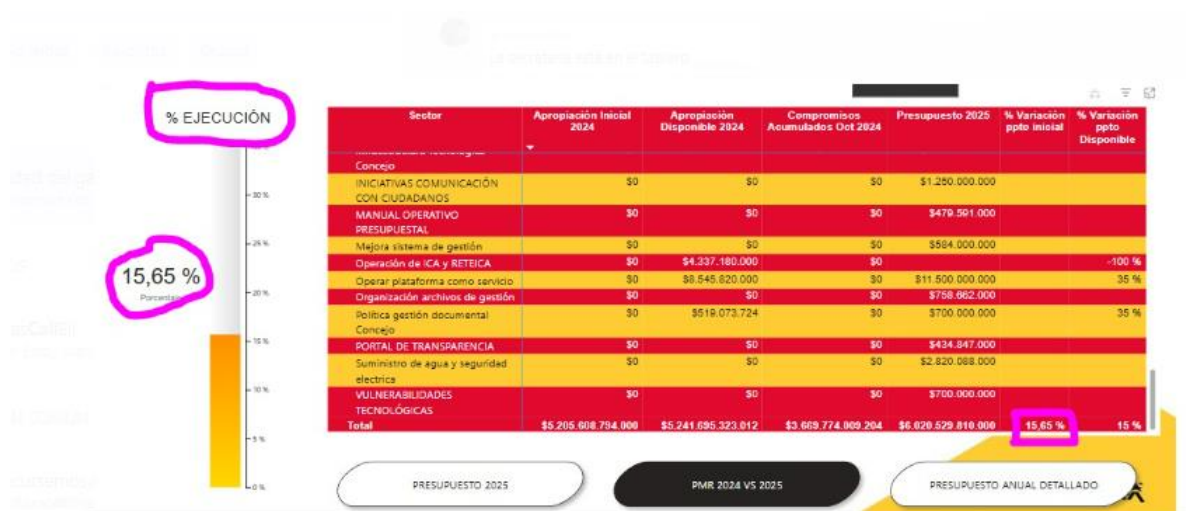 % EJECUCIÓN
30 %
25 %
20 %
15 %
10 %
5 %
0 %
15,65 %
Porcentaje
Sector Apropiación Inicial 2024 Apropiación Disponible 2024 Compromisos Acumulados Oct 2024 Presupuesto 2025 % Variación ppto inicial % Variación ppto Disponible
Concejo
INICIATIVAS COMUNICACIÓN CON CIUDADANOS $0 $0 $0 $1.250.000.000
MANUAL OPERATIVO PRESUPUESTAL $0 $0 $0 $479.591.000
Mejora sistema de gestión $0 $0 $0 $584.000.000
Operación de ICA y RETEICA $0 $4.337.180.000 $0 -100 %
Operar plataforma como servicio $0 $8.545.820.000 $0 $11.500.000.000 35 %
Organización archivos de gestión $0 $0 $0 $758.662.000
Política gestión documental Concejo $0 $519.073.724 $0 $700.000.000 35 %
PORTAL DE TRANSPARENCIA $0 $0 $0 $434.847.000
Suministro de agua y seguridad electrica $0 $0 $0 $2.820.088.000
VULNERABILIDADES TECNOLÓGICAS $0 $0 $0 $700.000.000
Total $5.205.608.794.000 $5.241.695.323.012 $3.669.774.009.204 $6.020.529.810.000 15,65 % 15 %
PRESUPUESTO 2025
PMR 2024 VS 2025
PRESUPUESTO ANUAL DETALLADO